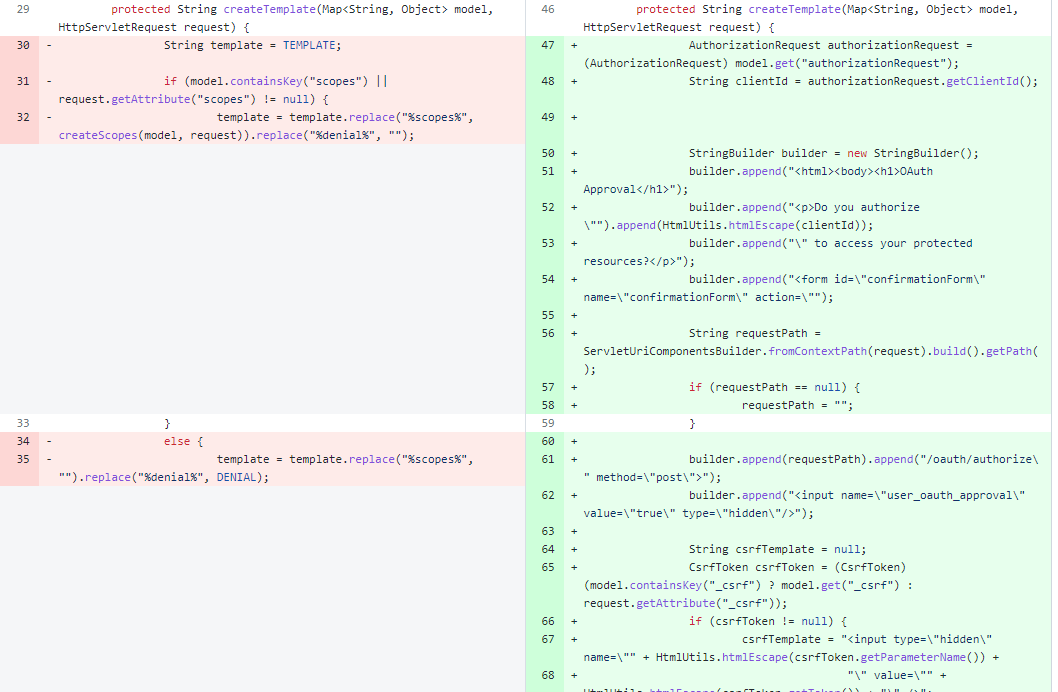 29 protected String createTemplate(Map<String, Object> model,
HttpServletRequest request) {
30 - String template = TEMPLATE;
31 - if (model.containsKey("scopes") ||
request.getAttribute("scopes") != null) {
32 - template = template.replace("%scopes%",
createScopes(model, request)).replace("%denial%", "");
33 }
34 - else {
35 - template = template.replace("%scopes%",
"").replace("%denial%", DENIAL);
46 protected String createTemplate(Map<String, Object> model,
HttpServletRequest request) {
47 + AuthorizationRequest authorizationRequest =
(AuthorizationRequest) model.get("authorizationRequest");
48 + String clientId = authorizationRequest.getClientId();
49 +
50 + StringBuilder builder = new StringBuilder();
51 + builder.append("<html><body><h1>OAuth
Approval</h1>");
52 + builder.append("<p>Do you authorize
\"").append(HtmlUtils.htmlEscape(clientId));
53 + builder.append("\" to access your protected
resources?</p>");
54 + builder.append("<form id=\"confirmationForm\"
name=\"confirmationForm\" action=\"");
55 +
56 + String requestPath =
ServletUriComponentsBuilder.fromContextPath(request).build().getPath(
);
57 + if (requestPath == null) {
58 + requestPath = "";
59 }
60 +
61 + builder.append(requestPath).append("/oauth/authorize\
" method=\"post\">");
62 + builder.append("<input name=\"user_oauth_approval\"
value=\"true\" type=\"hidden\"/>");
63 +
64 + String csrfTemplate = null;
65 + CsrfToken csrfToken = (CsrfToken)
(model.containsKey("_csrf") ? model.get("_csrf") :
request.getAttribute("_csrf"));
66 + if (csrfToken != null) {
67 + csrfTemplate = "<input type=\"hidden\"
name=\"" + HtmlUtils.htmlEscape(csrfToken.getParameterName()) +
68 + "\" value=\"" +